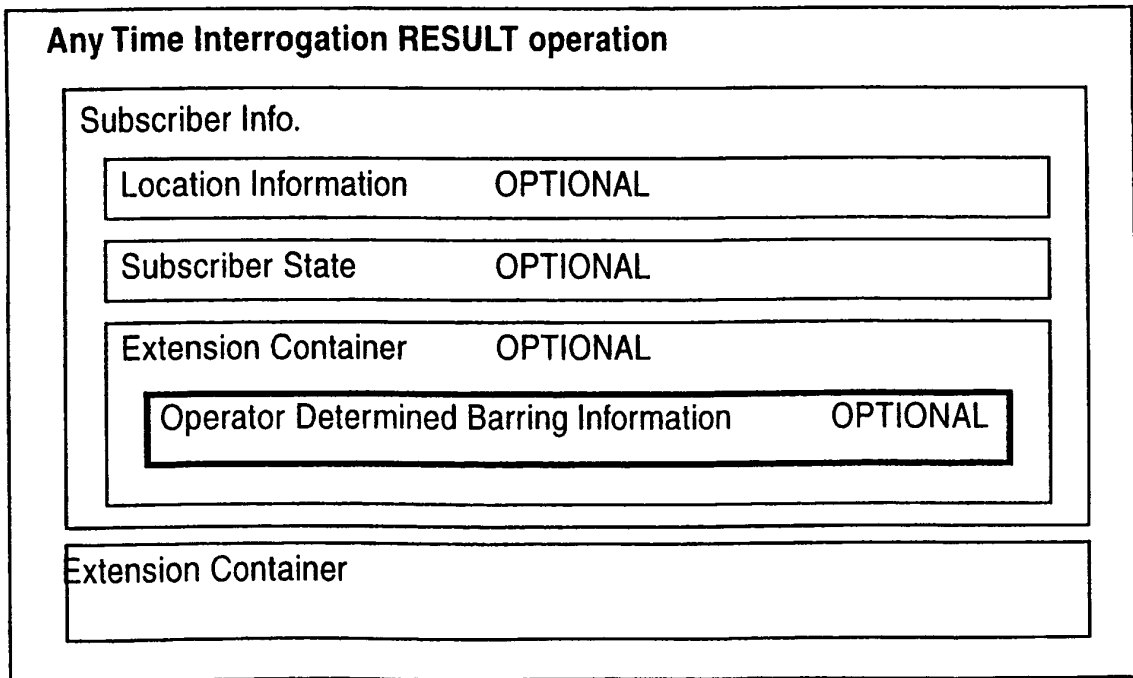 Any Time Interrogation RESULT operation
Subscriber Info.
Location Information OPTIONAL
Subscriber State OPTIONAL
Extension Container OPTIONAL
Operator Determined Barring Information OPTIONAL
Extension Container